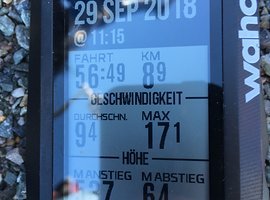 29 SEP 2018
@ 11:15
FAHRT KM
56:49 89
GESCHWINDIGKEIT
DURCHSCHN. MAX
94 171
HÖHE
M ANSTIEG M ABSTIEG
64
wahoo